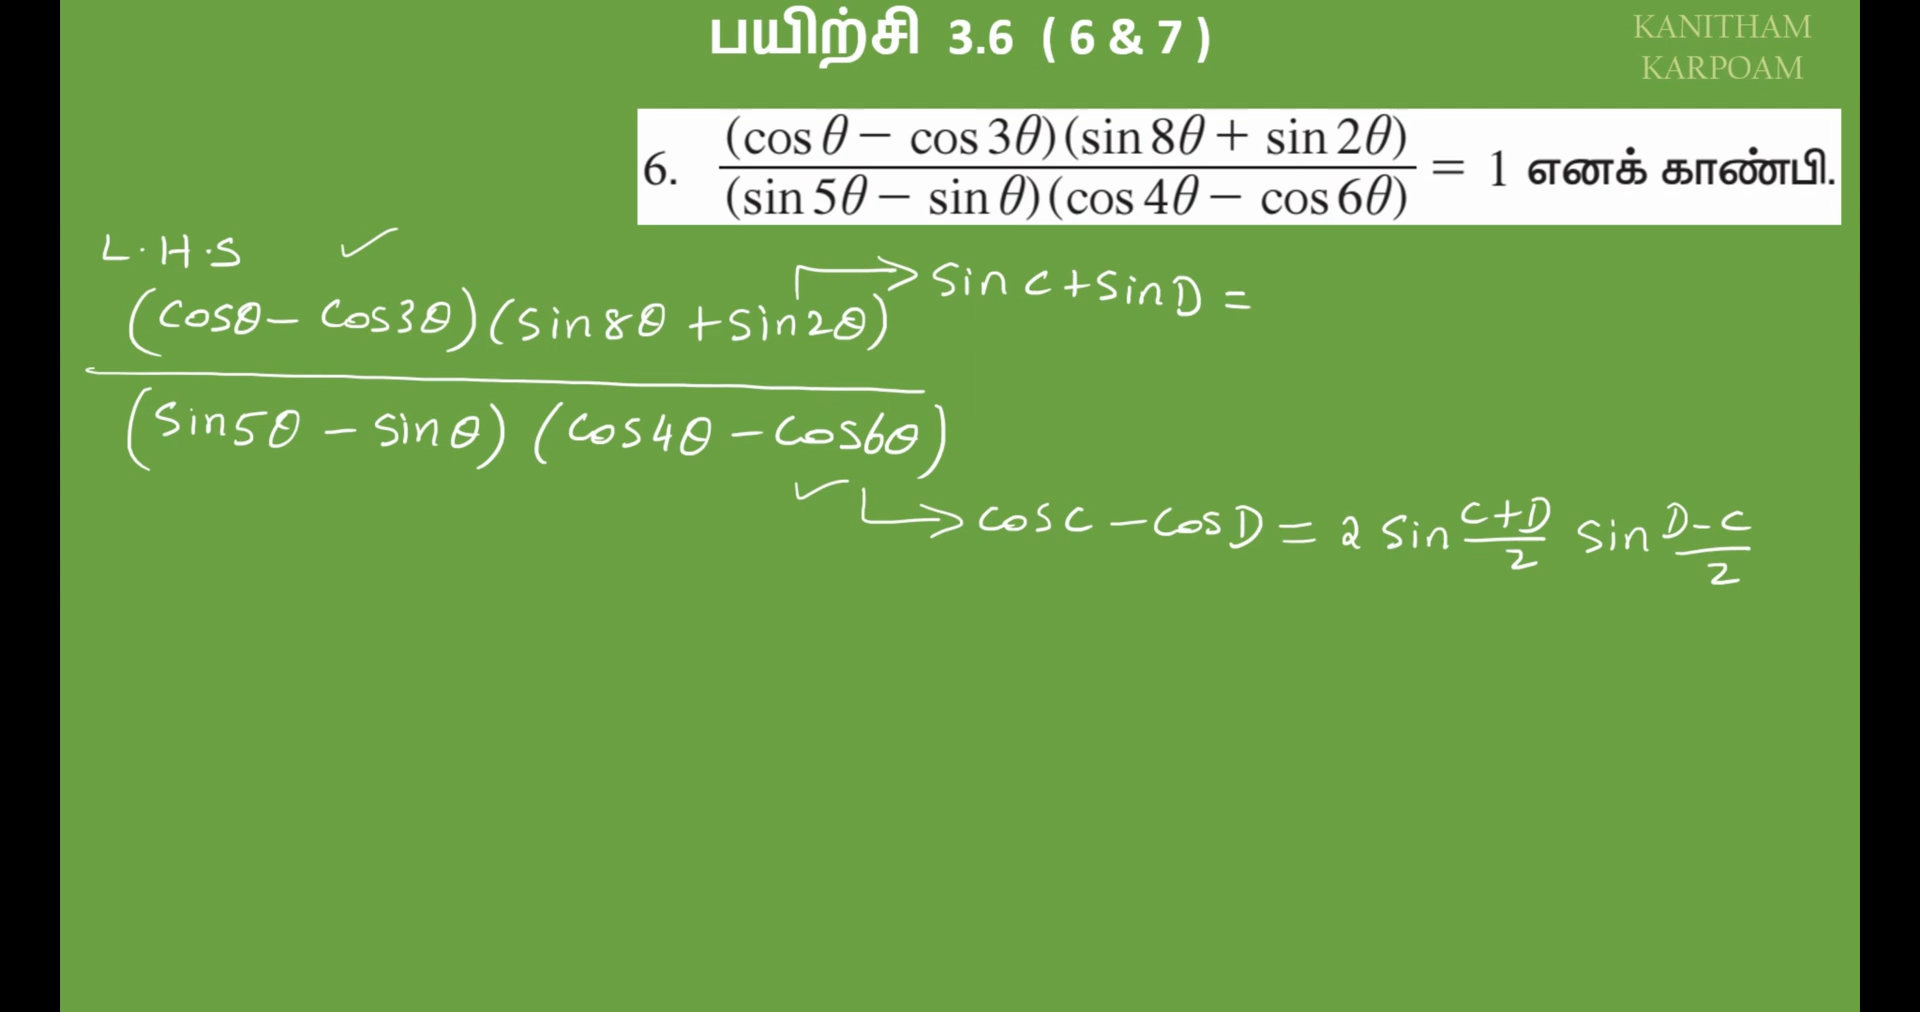 பயிற்சி 3.6 ( 6 & 7 )
KANITHAM
KARPOAM
6. (cos θ − cos 3θ)(sin 8θ + sin 2θ) / (sin 5θ − sin θ)(cos 4θ − cos 6θ) = 1 எனக் காண்பி.
L.H.S ✓
(cosθ − cos3θ)(sin8θ + sin2θ) → sin C + sin D =
(sin5θ − sinθ) (cos4θ − cos6θ)
✓ → cos C − cos D = 2 sin C+D/2 sin D−C/2